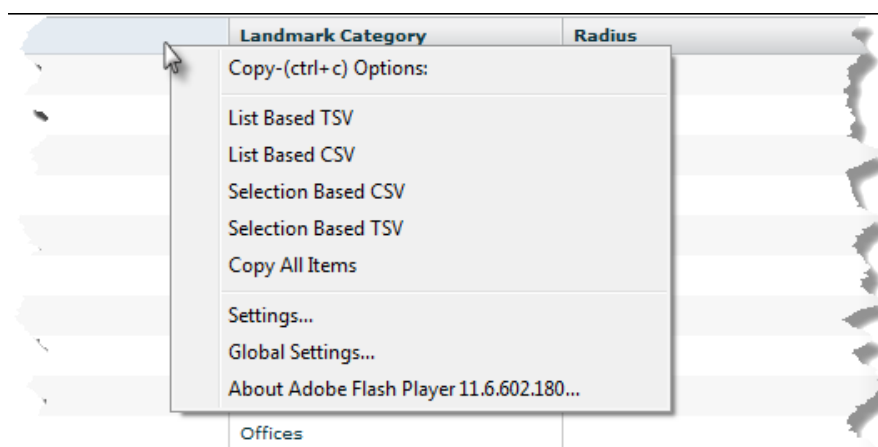 Landmark Category Radius
Copy-(ctrl+c) Options:
List Based TSV
List Based CSV
Selection Based CSV
Selection Based TSV
Copy All Items
Settings...
Global Settings...
About Adobe Flash Player 11.6.602.180...
Offices